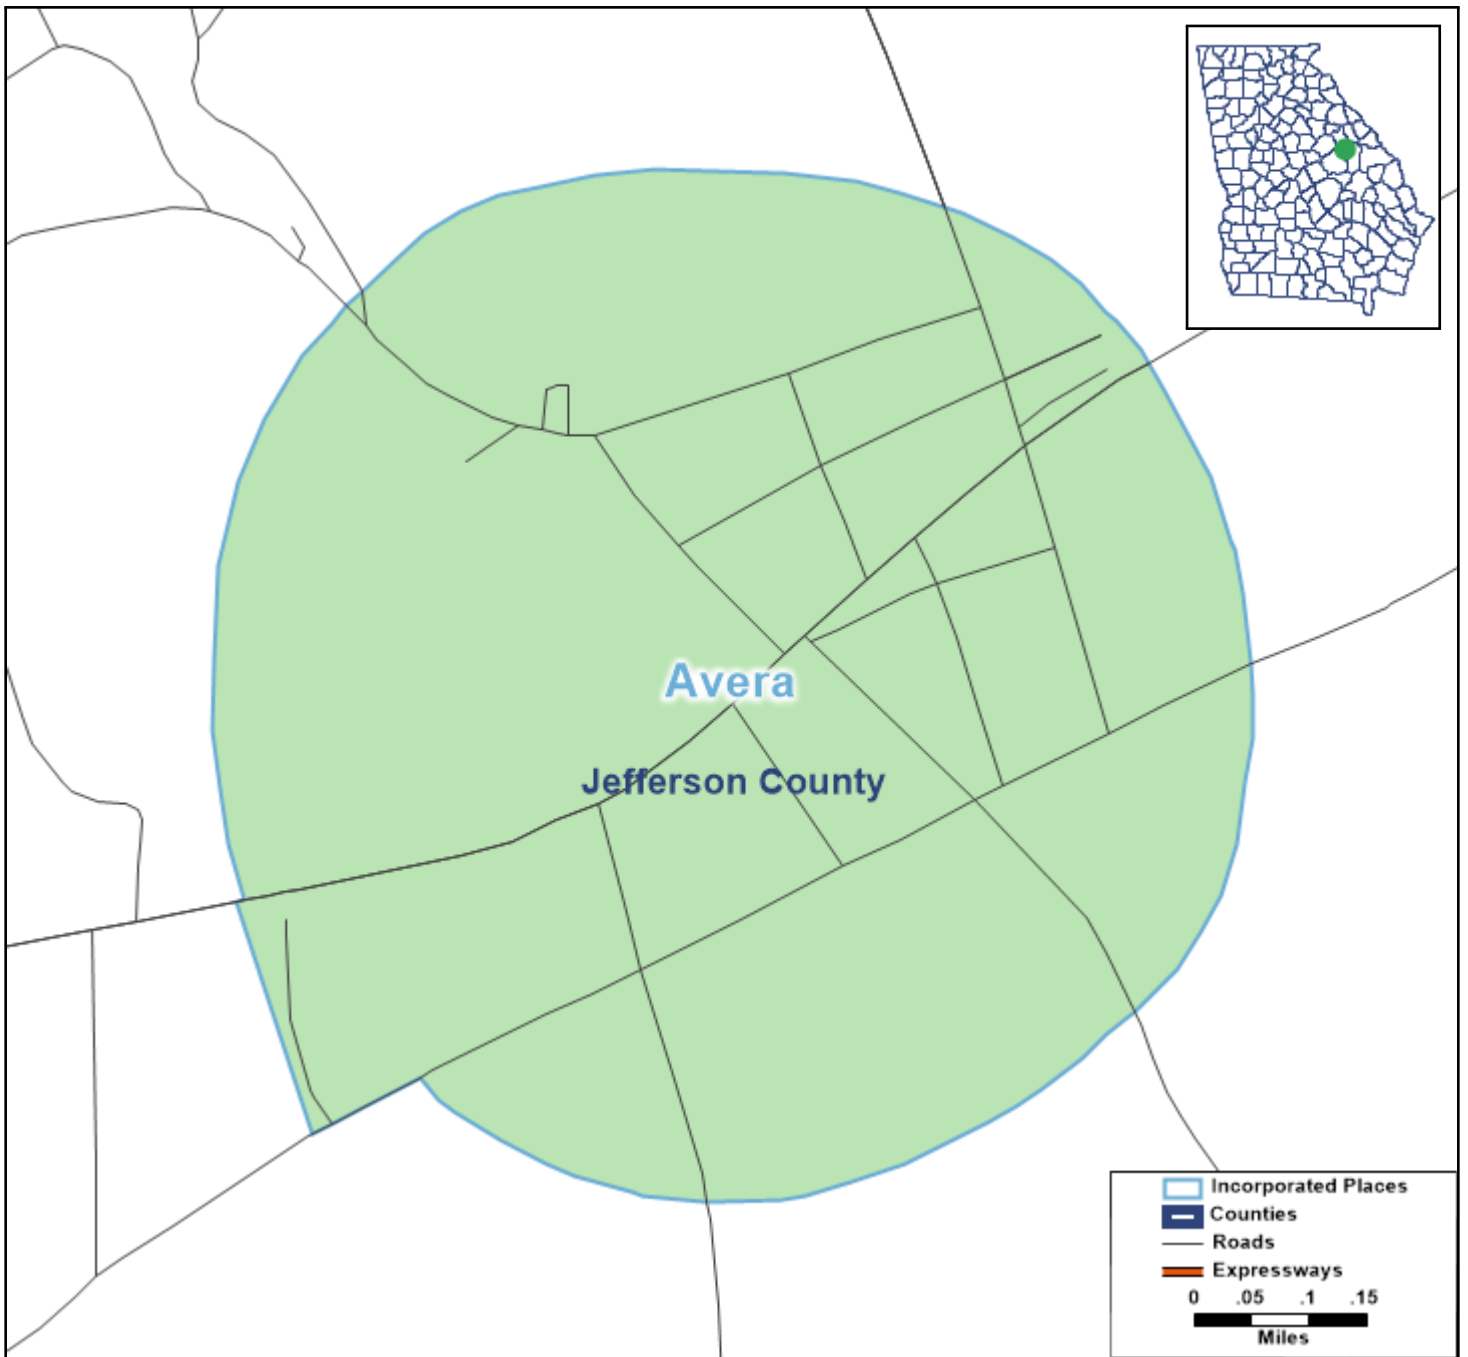 Avera
Jefferson County
Incorporated Places
Counties
Roads
Expressways
0 .05 .1 .15
Miles